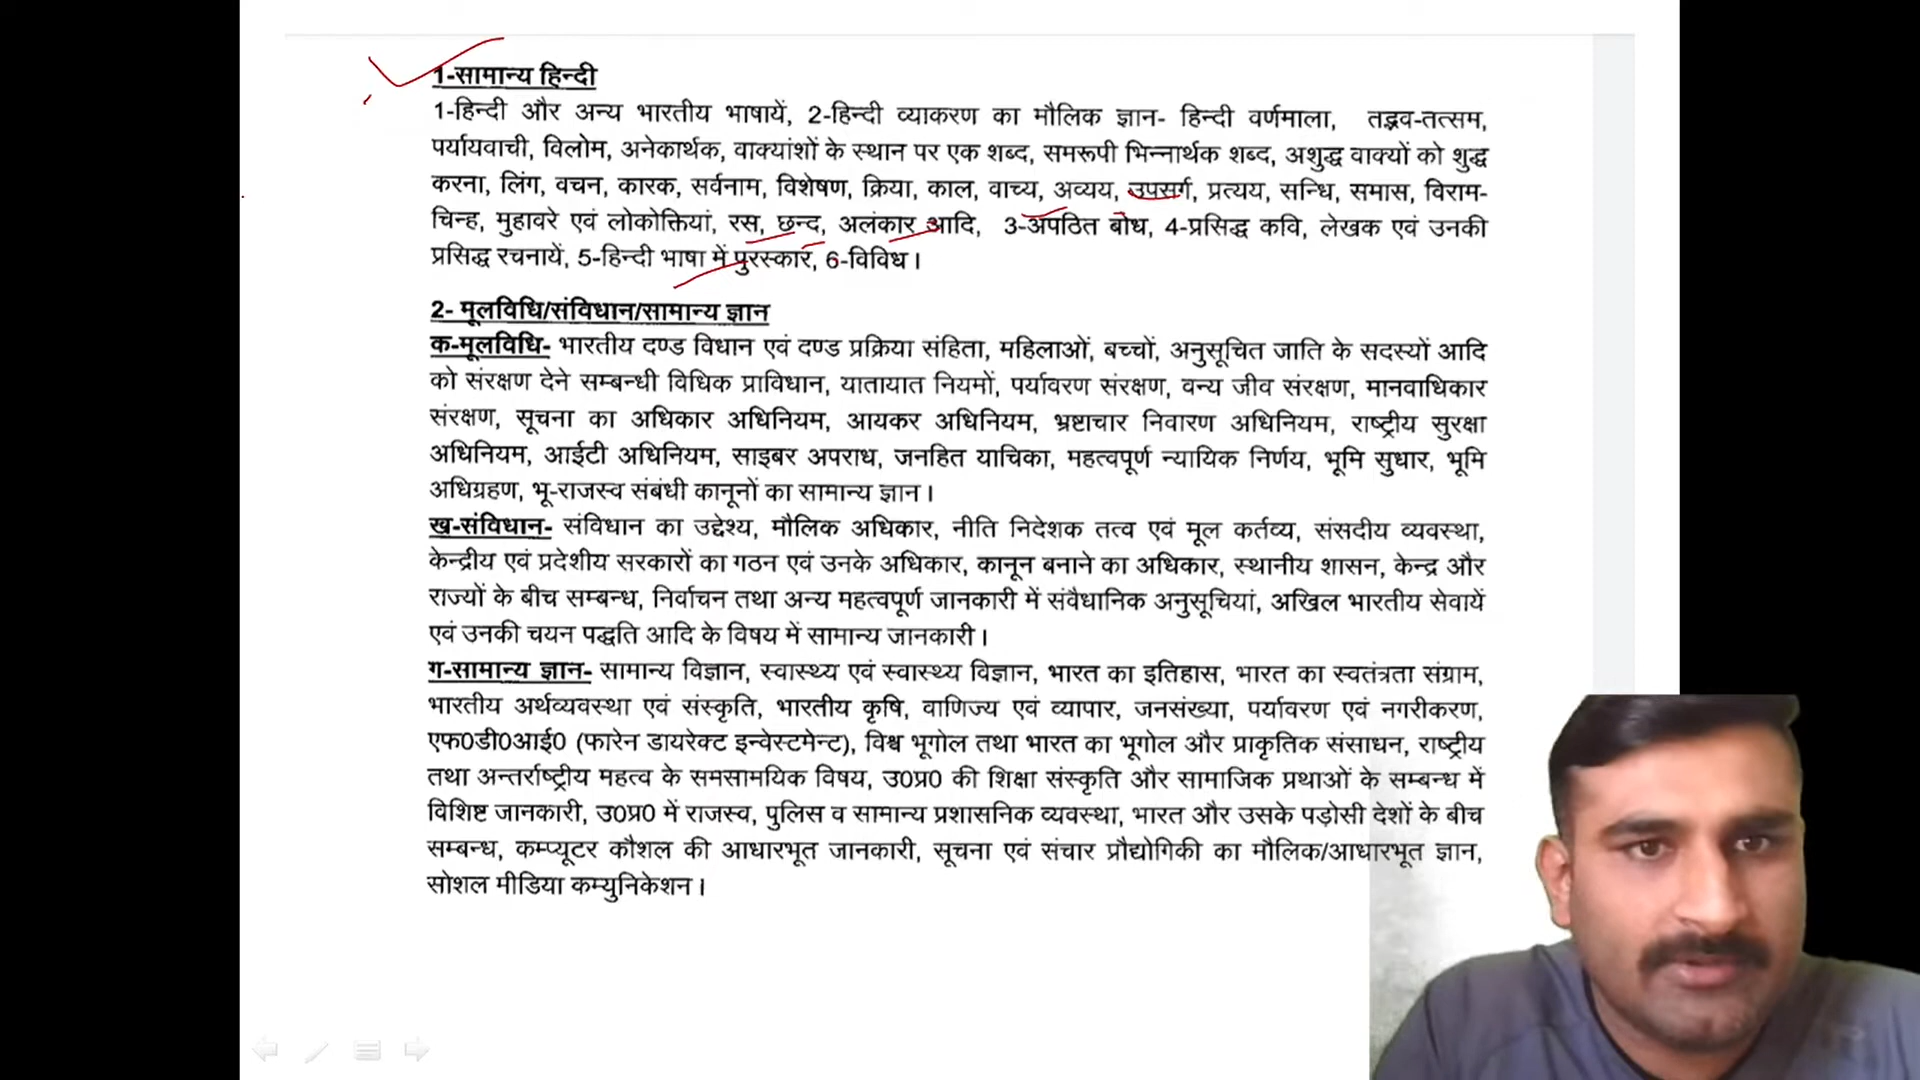 1-सामान्य हिन्दी
1-हिन्दी और अन्य भारतीय भाषायें, 2-हिन्दी व्याकरण का मौलिक ज्ञान- हिन्दी वर्णमाला, तद्भव-तत्सम,
पर्यायवाची, विलोम, अनेकार्थक, वाक्यांशों के स्थान पर एक शब्द, समरूपी भिन्नार्थक शब्द, अशुद्ध वाक्यों को शुद्ध
करना, लिंग, वचन, कारक, सर्वनाम, विशेषण, क्रिया, काल, वाच्य, अव्यय, उपसर्ग, प्रत्यय, सन्धि, समास, विराम-
चिन्ह, मुहावरे एवं लोकोक्तियां, रस, छन्द, अलंकार आदि, 3-अपठित बोध, 4-प्रसिद्ध कवि, लेखक एवं उनकी
प्रसिद्ध रचनायें, 5-हिन्दी भाषा में पुरस्कार, 6-विविध।
2- मूलविधि/संविधान/सामान्य ज्ञान
क-मूलविधि- भारतीय दण्ड विधान एवं दण्ड प्रक्रिया संहिता, महिलाओं, बच्चों, अनुसूचित जाति के सदस्यों आदि
को संरक्षण देने सम्बन्धी विधिक प्राविधान, यातायात नियमों, पर्यावरण संरक्षण, वन्य जीव संरक्षण, मानवाधिकार
संरक्षण, सूचना का अधिकार अधिनियम, आयकर अधिनियम, भ्रष्टाचार निवारण अधिनियम, राष्ट्रीय सुरक्षा
अधिनियम, आईटी अधिनियम, साइबर अपराध, जनहित याचिका, महत्वपूर्ण न्यायिक निर्णय, भूमि सुधार, भूमि
अधिग्रहण, भू-राजस्व संबंधी कानूनों का सामान्य ज्ञान।
ख-संविधान- संविधान का उद्देश्य, मौलिक अधिकार, नीति निदेशक तत्व एवं मूल कर्तव्य, संसदीय व्यवस्था,
केन्द्रीय एवं प्रदेशीय सरकारों का गठन एवं उनके अधिकार, कानून बनाने का अधिकार, स्थानीय शासन, केन्द्र और
राज्यों के बीच सम्बन्ध, निर्वाचन तथा अन्य महत्वपूर्ण जानकारी में संवैधानिक अनुसूचियां, अखिल भारतीय सेवायें
एवं उनकी चयन पद्धति आदि के विषय में सामान्य जानकारी।
ग-सामान्य ज्ञान- सामान्य विज्ञान, स्वास्थ्य एवं स्वास्थ्य विज्ञान, भारत का इतिहास, भारत का स्वतंत्रता संग्राम,
भारतीय अर्थव्यवस्था एवं संस्कृति, भारतीय कृषि, वाणिज्य एवं व्यापार, जनसंख्या, पर्यावरण एवं नगरीकरण,
एफ0डी0आई0 (फारेन डायरेक्ट इन्वेस्टमेन्ट), विश्व भूगोल तथा भारत का भूगोल और प्राकृतिक संसाधन, राष्ट्रीय
तथा अन्तर्राष्ट्रीय महत्व के समसामयिक विषय, उ0प्र0 की शिक्षा संस्कृति और सामाजिक प्रथाओं के सम्बन्ध में
विशिष्ट जानकारी, उ0प्र0 में राजस्व, पुलिस व सामान्य प्रशासनिक व्यवस्था, भारत और उसके पड़ोसी देशों के बीच
सम्बन्ध, कम्प्यूटर कौशल की आधारभूत जानकारी, सूचना एवं संचार प्रौद्योगिकी का मौलिक/आधारभूत ज्ञान,
सोशल मीडिया कम्युनिकेशन।